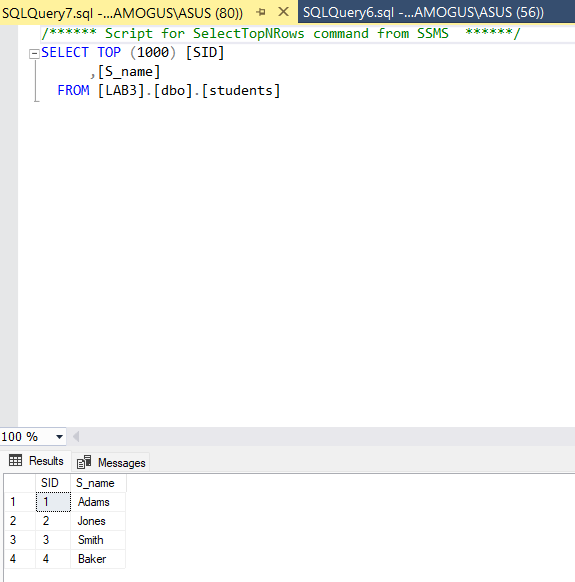 SQLQuery7.sql -...AMOGUS\ASUS (80)) SQLQuery6.sql -...AMOGUS\ASUS (56))
/****** Script for SelectTopNRows command from SSMS  ******/
SELECT TOP (1000) [SID]
      ,[S_name]
  FROM [LAB3].[dbo].[students]
100 %
Results Messages
SID S_name
1 1 Adams
2 2 Jones
3 3 Smith
4 4 Baker